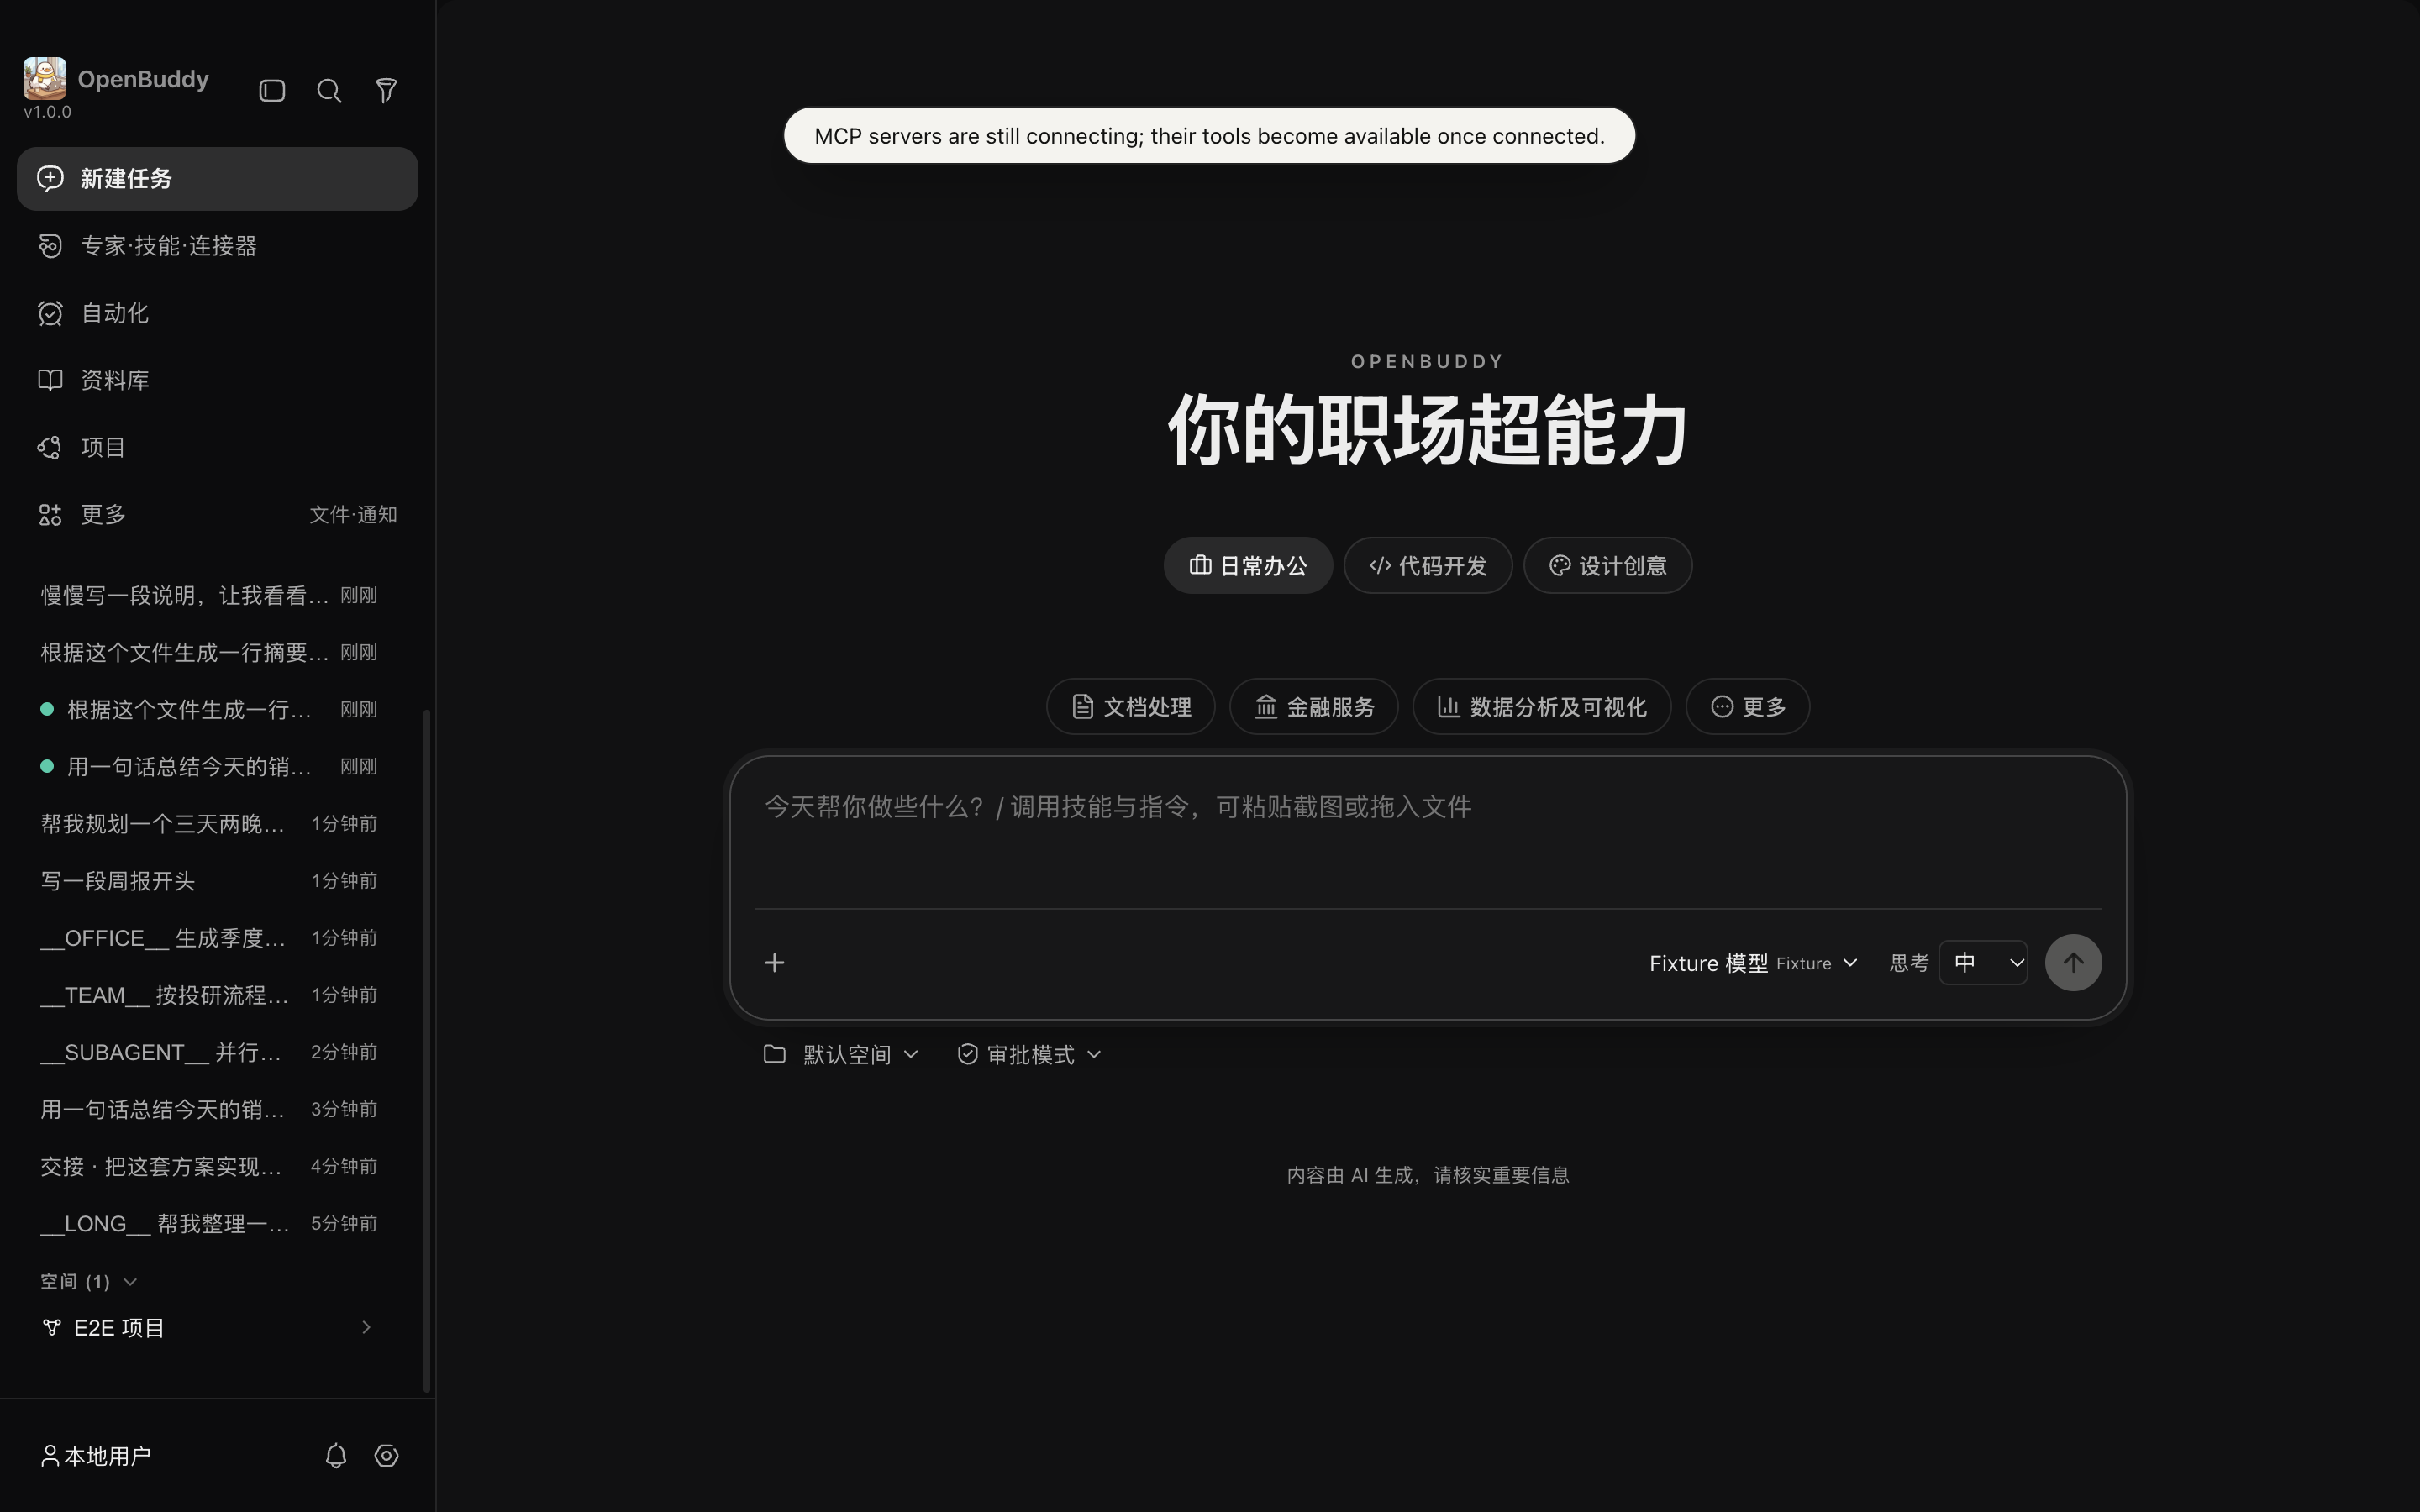 OpenBuddy
v1.0.0
新建任务
专家·技能·连接器
自动化
资料库
项目
更多 文件·通知
慢慢写一段说明，让我看看… 刚刚
根据这个文件生成一行摘要… 刚刚
根据这个文件生成一行… 刚刚
用一句话总结今天的销… 刚刚
帮我规划一个三天两晚… 1分钟前
写一段周报开头 1分钟前
__OFFICE__ 生成季度… 1分钟前
__TEAM__ 按投研流程… 1分钟前
__SUBAGENT__ 并行… 2分钟前
用一句话总结今天的销… 3分钟前
交接 · 把这套方案实现… 4分钟前
__LONG__ 帮我整理一… 5分钟前
空间 (1)
E2E 项目
本地用户
MCP servers are still connecting; their tools become available once connected.
OPENBUDDY
你的职场超能力
日常办公 代码开发 设计创意
文档处理 金融服务 数据分析及可视化 更多
今天帮你做些什么？/ 调用技能与指令，可粘贴截图或拖入文件
Fixture 模型 Fixture 思考 中
默认空间 审批模式
内容由 AI 生成，请核实重要信息